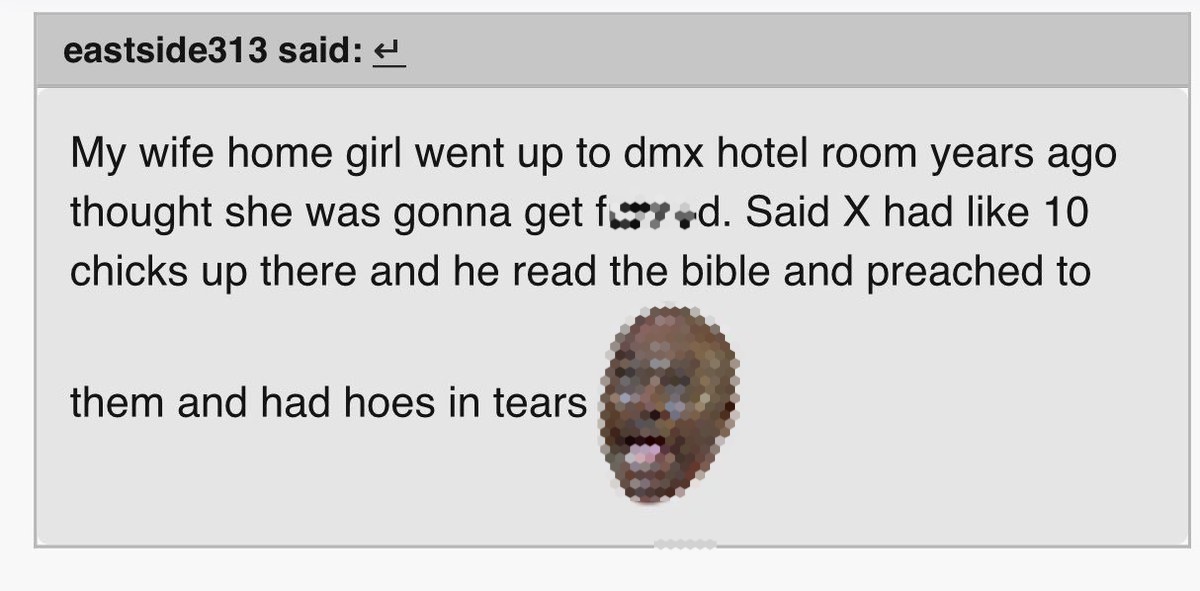 eastside313 said: ↵
My wife home girl went up to dmx hotel room years ago
thought she was gonna get Said X had like 10
chicks up there and he read the bible and preached to
them and had hoes in tears